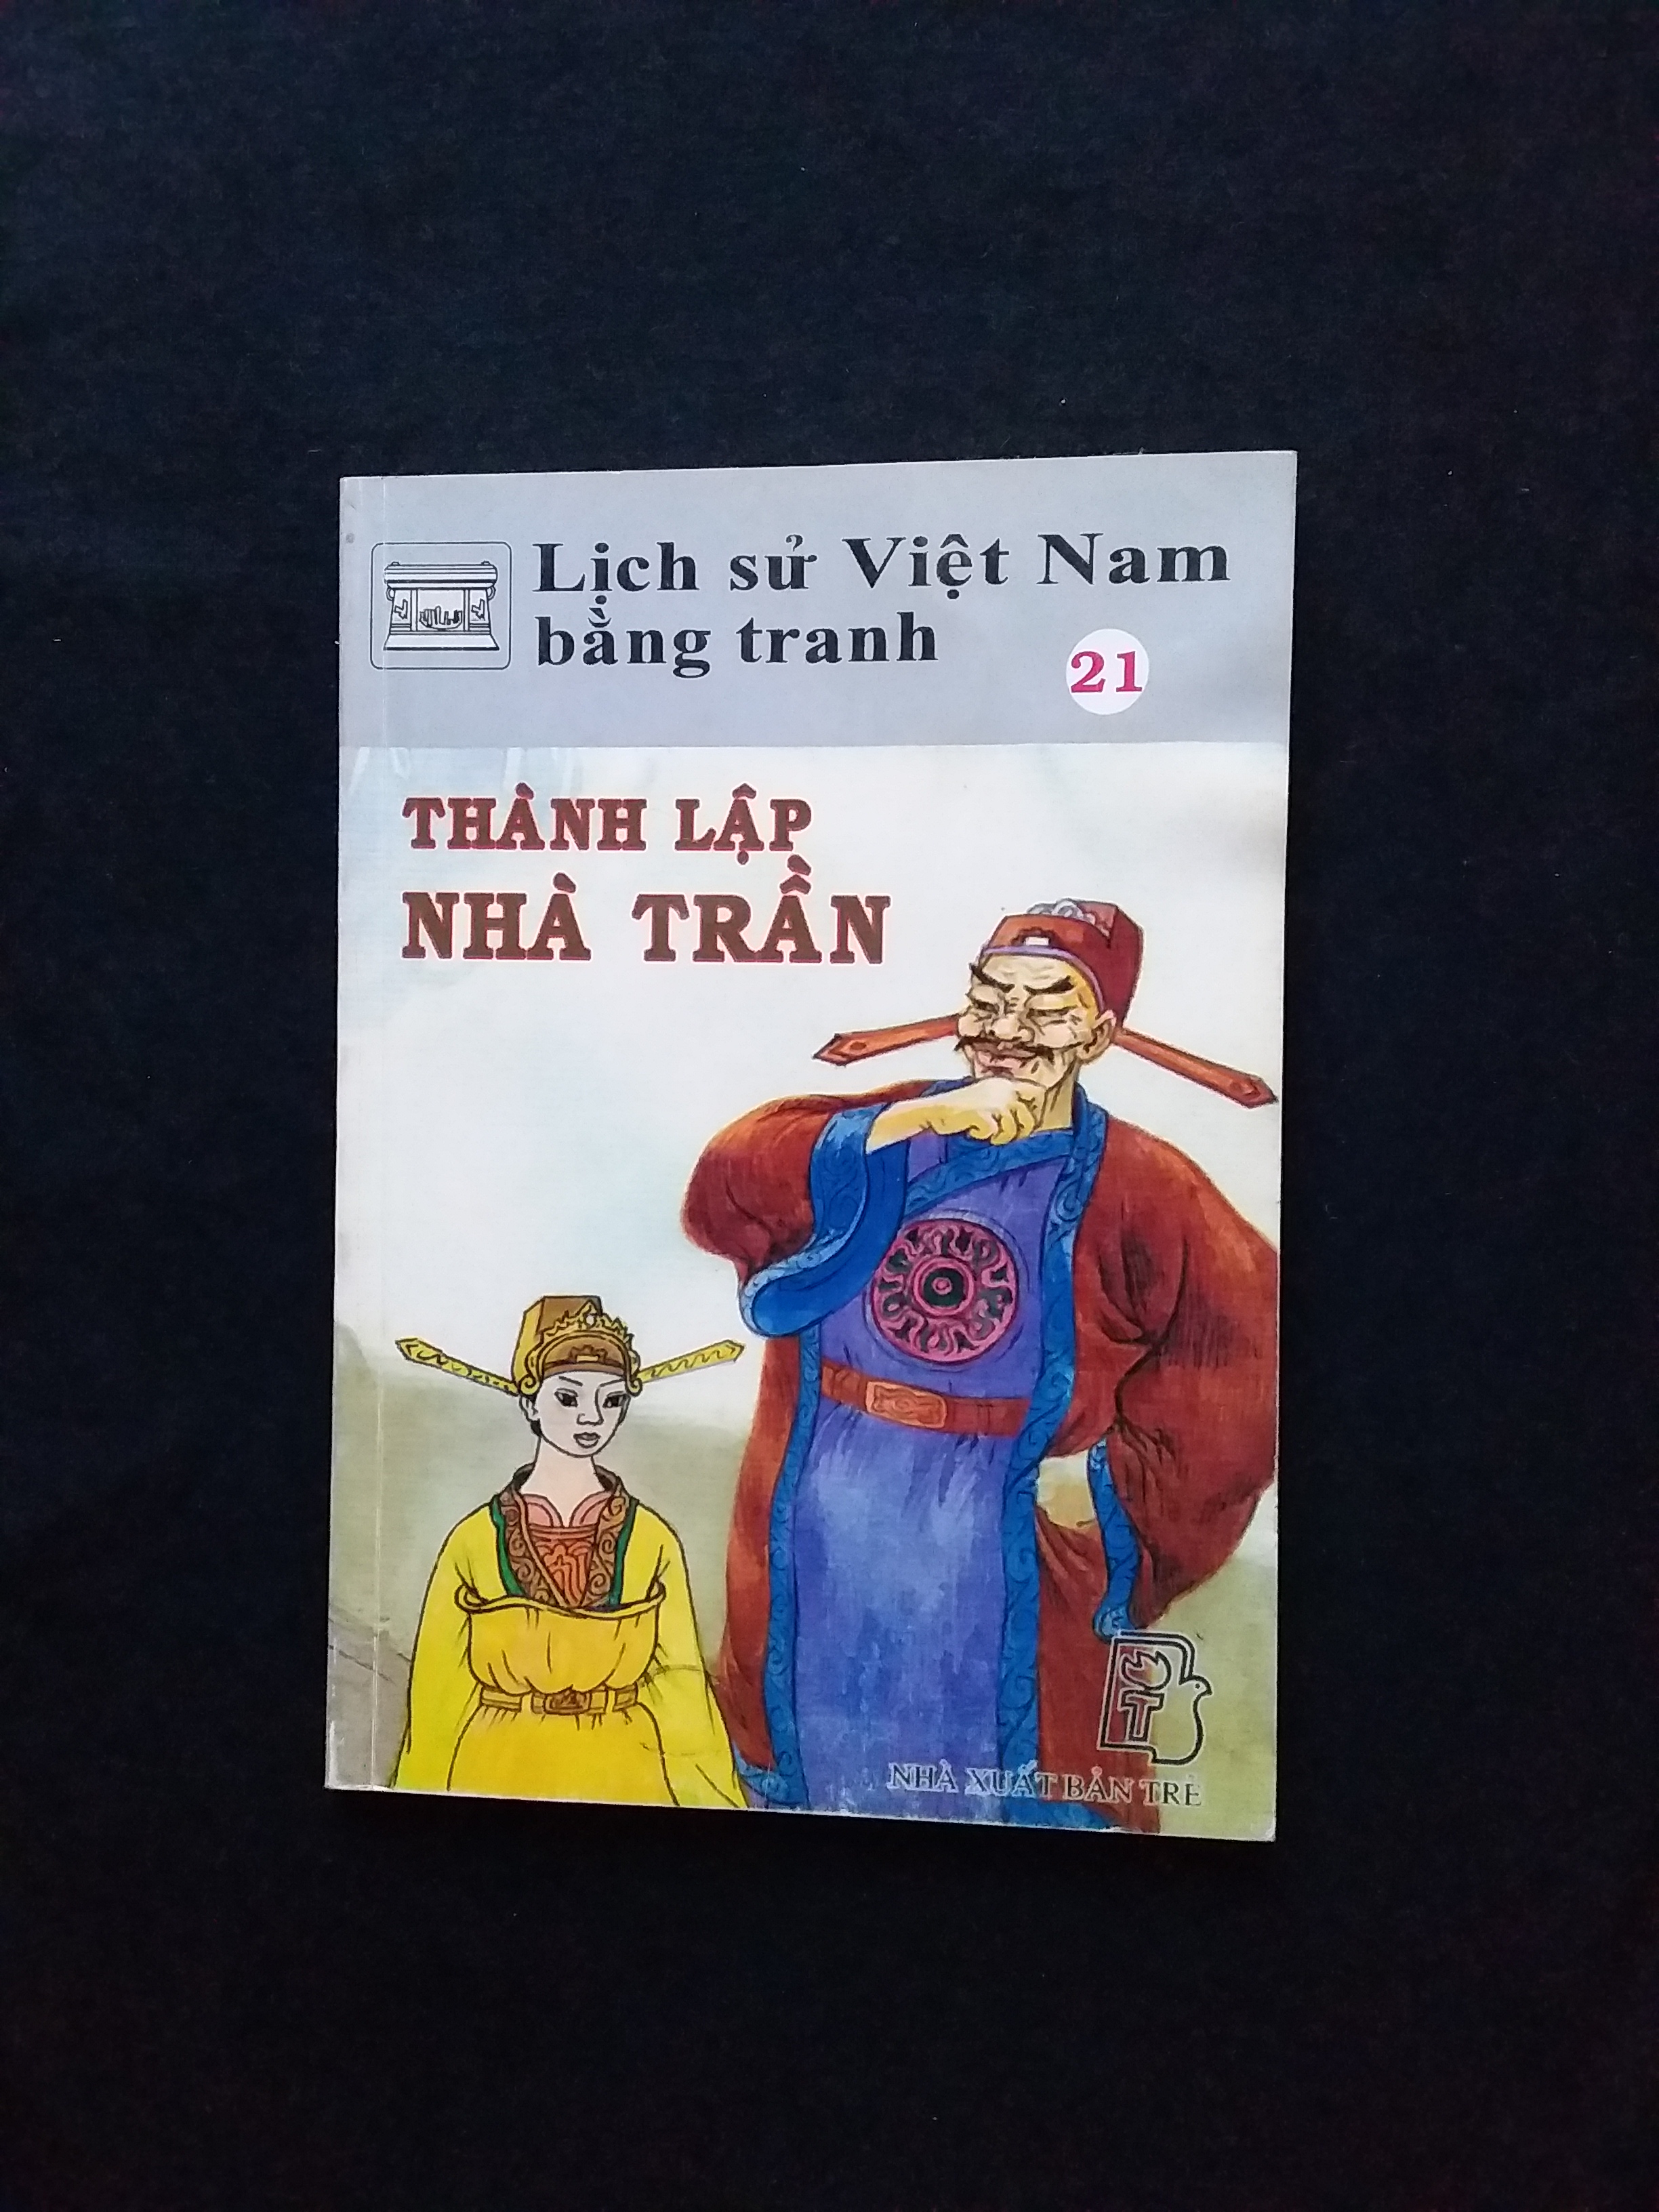 Lịch sử Việt Nam
bằng tranh
21
THÀNH LẬP
NHÀ TRẦN
NHÀ XUẤT BẢN TRẺ